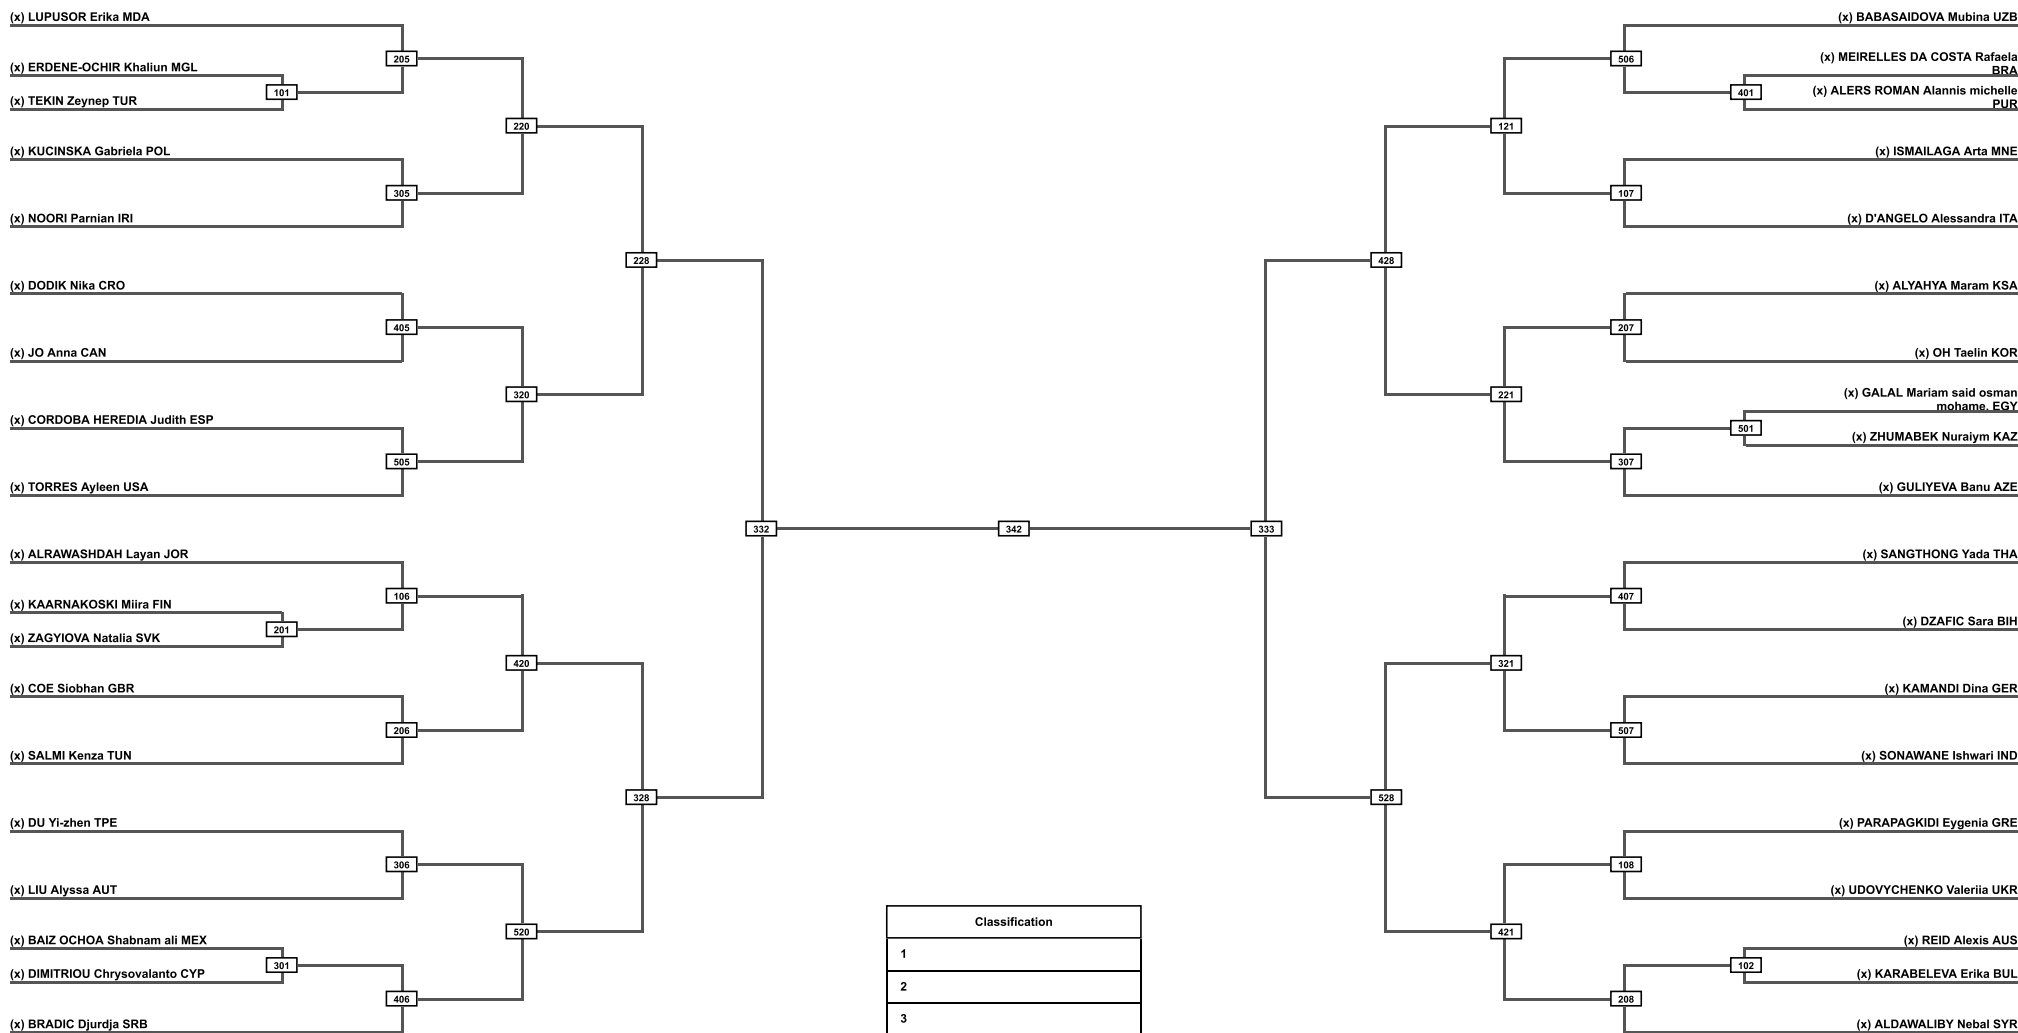 (x) LUPUSOR Erika MDA
205
(x) ERDENE-OCHIR Khaliun MGL
101
(x) TEKIN Zeynep TUR
220
(x) KUCINSKA Gabriela POL
305
(x) NOORI Parnian IRI
228
(x) DODIK Nika CRO
405
(x) JO Anna CAN
320
(x) CORDOBA HEREDIA Judith ESP
505
(x) TORRES Ayleen USA
332
(x) ALRAWASHDAH Layan JOR
106
(x) KAARNAKOSKI Miira FIN
201
(x) ZAGYIOVA Natalia SVK
420
(x) COE Siobhan GBR
206
(x) SALMI Kenza TUN
328
(x) DU Yi-zhen TPE
306
(x) LIU Alyssa AUT
520
(x) BAIZ OCHOA Shabnam ali MEX
301
(x) DIMITRIOU Chrysovalanto CYP
406
(x) BRADIC Djurdja SRB
342
Classification
1
2
3
(x) BABASAIDOVA Mubina UZB
506
(x) MEIRELLES DA COSTA Rafaela
BRA
401
(x) ALERS ROMAN Alannis michelle
PUR
121
(x) ISMAILAGA Arta MNE
107
(x) D'ANGELO Alessandra ITA
428
(x) ALYAHYA Maram KSA
207
(x) OH Taelin KOR
221
(x) GALAL Mariam said osman
mohame. EGY
501
(x) ZHUMABEK Nuraiym KAZ
307
(x) GULIYEVA Banu AZE
333
(x) SANGTHONG Yada THA
407
(x) DZAFIC Sara BIH
321
(x) KAMANDI Dina GER
507
(x) SONAWANE Ishwari IND
528
(x) PARAPAGKIDI Eygenia GRE
108
(x) UDOVYCHENKO Valeriia UKR
421
(x) REID Alexis AUS
102
(x) KARABELEVA Erika BUL
208
(x) ALDAWALIBY Nebal SYR